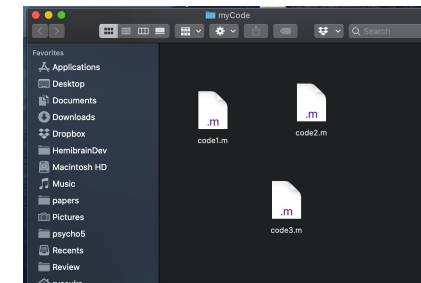 myCode
Search
Favorites
Applications
Desktop
Documents
Downloads
Dropbox
HemibrainDev
Macintosh HD
Music
papers
Pictures
psycho5
Recents
Review
.m
code1.m
.m
code2.m
.m
code3.m